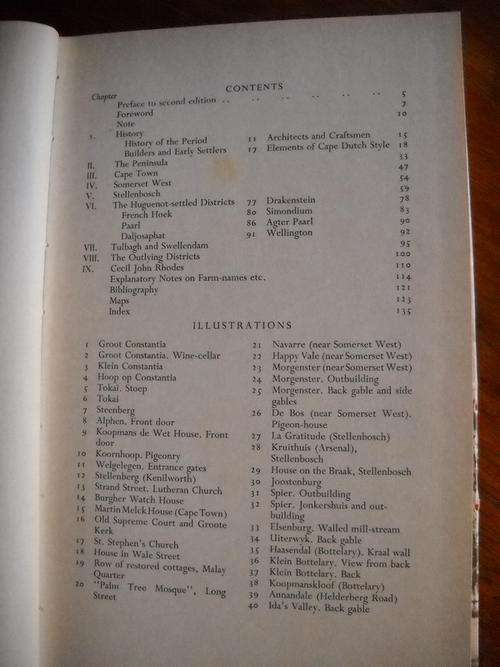 CONTENTS
Chapter
Preface to second edition .. .. .. .. .. .. 5
Foreword 7
Note 10
I. History
History of the Period 11 Architects and Craftsmen 15
Builders and Early Settlers 17 Elements of Cape Dutch Style 18
II. The Peninsula 33
III. Cape Town 47
IV. Somerset West 54
V. Stellenbosch 59
VI. The Huguenot-settled Districts 77 Drakenstein 78
French Hoek 80 Simondium 83
Paarl 86 Agter Paarl 90
Daljosaphat 91 Wellington 92
VII. Tulbagh and Swellendam 95
VIII. The Outlying Districts 100
IX. Cecil John Rhodes 110
Explanatory Notes on Farm-names etc. 114
Bibliography 121
Maps 123
Index 135
ILLUSTRATIONS
1 Groot Constantia
2 Groot Constantia. Wine-cellar
3 Klein Constantia
4 Hoop op Constantia
5 Tokai. Stoep
6 Tokai
7 Steenberg
8 Alphen, Front door
9 Koopmans de Wet House, Front
door
10 Koornhoop. Pigeonry
11 Welgelegen. Entrance gates
12 Stellenberg (Kenilworth)
13 Strand Street. Lutheran Church
14 Burgher Watch House
15 Martin Melck House (Cape Town)
16 Old Supreme Court and Groote
Kerk
17 St. Stephen's Church
18 House in Wale Street
19 Row of restored cottages, Malay
Quarter
20 "Palm Tree Mosque", Long
Street
21 Navarre (near Somerset West)
22 Happy Vale (near Somerset West)
23 Morgenster (near Somerset West)
24 Morgenster. Outbuilding
25 Morgenster. Back gable and side
gables
26 De Bos (near Somerset West).
Pigeon-house
27 La Gratitude (Stellenbosch)
28 Kruithuis (Arsenal),
Stellenbosch
29 House on the Braak, Stellenbosch
30 Joostenburg
31 Spier. Outbuilding
32 Spier. Jonkershuis and out-
building
33 Elsenburg. Walled mill-stream
34 Uiterwyk. Back gable
35 Haasendal (Bottelary). Kraal wall
36 Klein Bottelary. View from back
37 Klein Bottelary. Back
38 Koopmanskloof (Bottelary)
39 Annandale (Helderberg Road)
40 Ida's Valley. Back gable